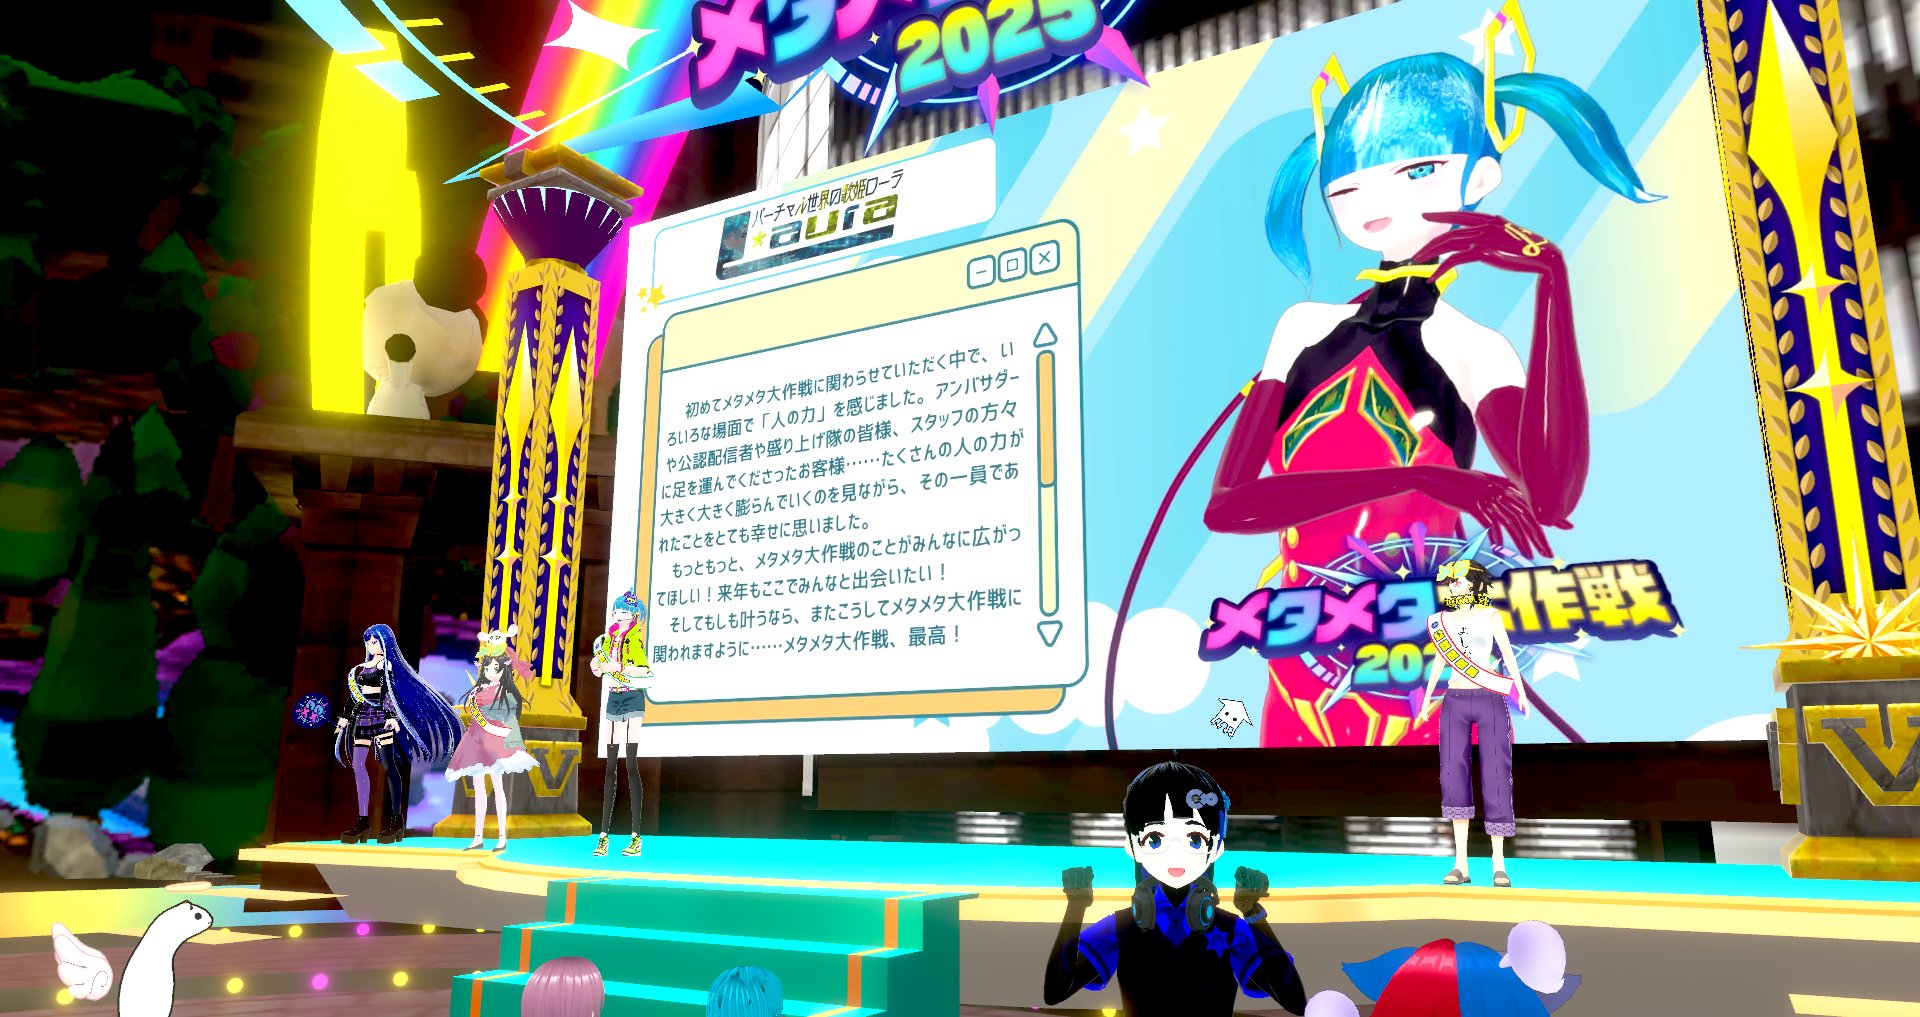 メタメタ
2025
バーチャル世界の歌姫ローラ
Laura
初めてメタメタ大作戦に関わらせていただく中で、い
ろいろな場面で「人の力」を感じました。アンバサダー
や公認配信者や盛り上げ隊の皆様、スタッフの方々
に足を運んでくださったお客様……たくさんの人の力が
大きく大きく膨らんでいくのを見ながら、その一員であ
れたことをとても幸せに思いました。
もっともっと、メタメタ大作戦のことがみんなに広がっ
てほしい！来年もここでみんなと出会いたい！
そしてもしも叶うなら、またこうしてメタメタ大作戦に
関われますように……メタメタ大作戦、最高！
メタメタ大作戦
202
V
V